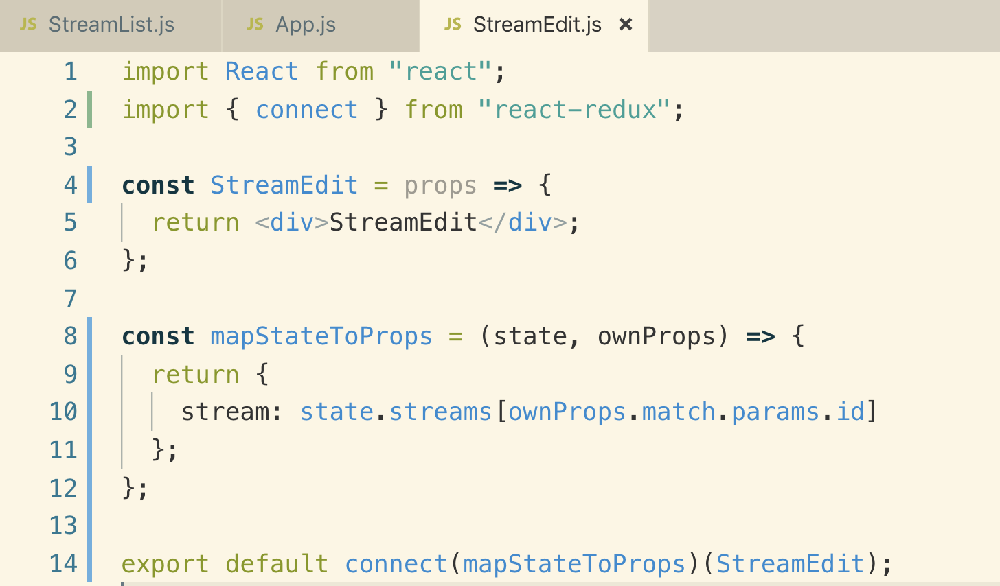 JS StreamList.js JS App.js JS StreamEdit.js ×
1 import React from "react";
2 import { connect } from "react-redux";
3
4 const StreamEdit = props => {
5   return <div>StreamEdit</div>;
6 };
7
8 const mapStateToProps = (state, ownProps) => {
9   return {
10     stream: state.streams[ownProps.match.params.id]
11   };
12 };
13
14 export default connect(mapStateToProps)(StreamEdit);